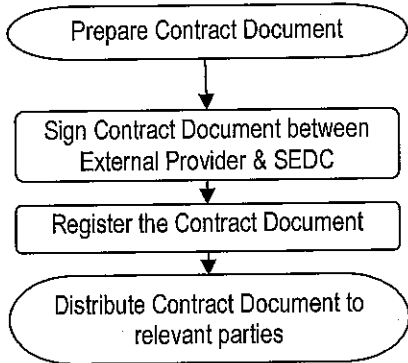 Prepare Contract Document
Sign Contract Document between
External Provider & SEDC
Register the Contract Document
Distribute Contract Document to
relevant parties